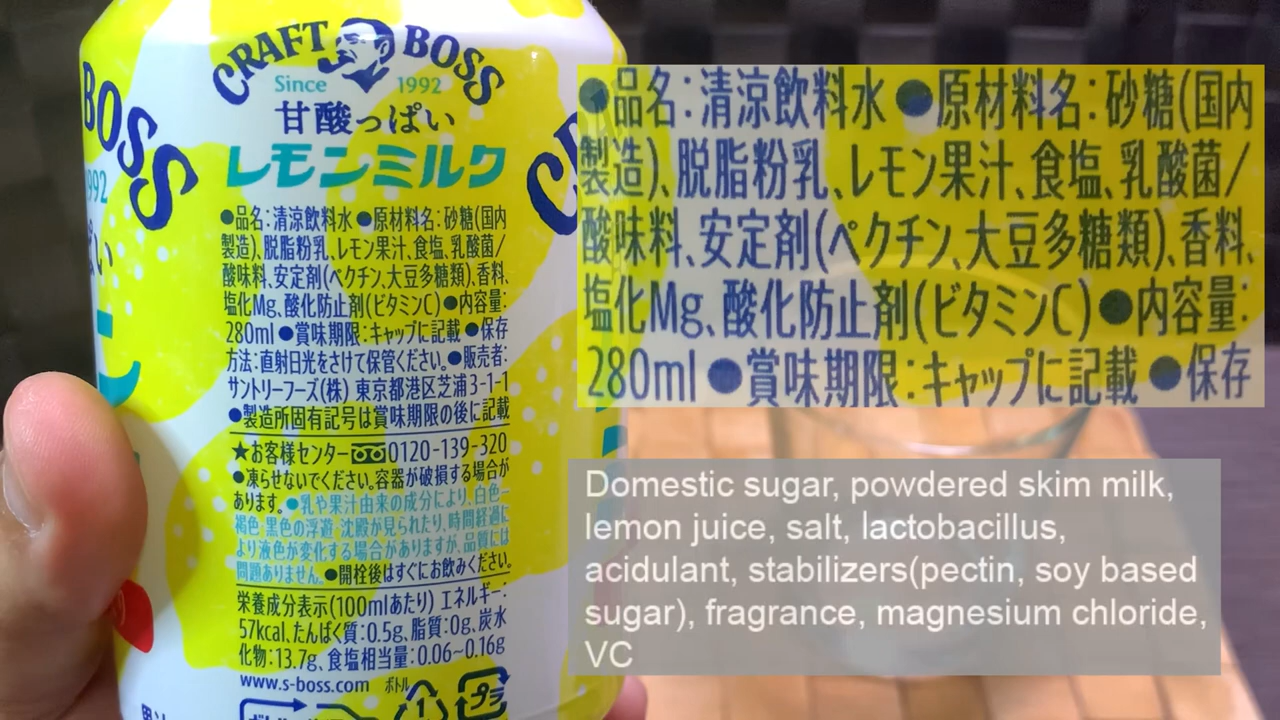 CRAFT BOSS
Since 1992
甘酸っぱい
レモンミルク
●品名:清涼飲料水 ●原材料名:砂糖(国内
製造)、脱脂粉乳、レモン果汁、食塩、乳酸菌/
酸味料、安定剤(ペクチン、大豆多糖類)、香料、
塩化Mg、酸化防止剤(ビタミンC) ●内容量:
280ml ●賞味期限:キャップに記載 ●保存
方法:直射日光をさけて保管ください。●販売者:
サントリーフーズ(株) 東京都港区芝浦3-1-1
●製造所固有記号は賞味期限の後に記載
★お客様センター 0120-139-320
●凍らせないでください。容器が破損する場合が
あります。●乳や果汁由来の成分により、白色~
褐色・黒色の浮遊・沈殿が見られたり、時間経過に
より液色が変化する場合がありますが、品質には
問題ありません。●開栓後はすぐにお飲みください。
栄養成分表示(100mlあたり) エネルギー:
57kcal、たんぱく質:0.5g、脂質:0g、炭水
化物:13.7g、食塩相当量:0.06~0.16g
www.s-boss.com ボトル
1
プラ
BOSS
1992
●品名:清涼飲料水 ●原材料名:砂糖(国内
製造)、脱脂粉乳、レモン果汁、食塩、乳酸菌/
酸味料、安定剤(ペクチン、大豆多糖類)、香料、
塩化Mg、酸化防止剤(ビタミンC) ●内容量:
280ml ●賞味期限:キャップに記載 ●保存
Domestic sugar, powdered skim milk,
lemon juice, salt, lactobacillus,
acidulant, stabilizers(pectin, soy based
sugar), fragrance, magnesium chloride,
VC